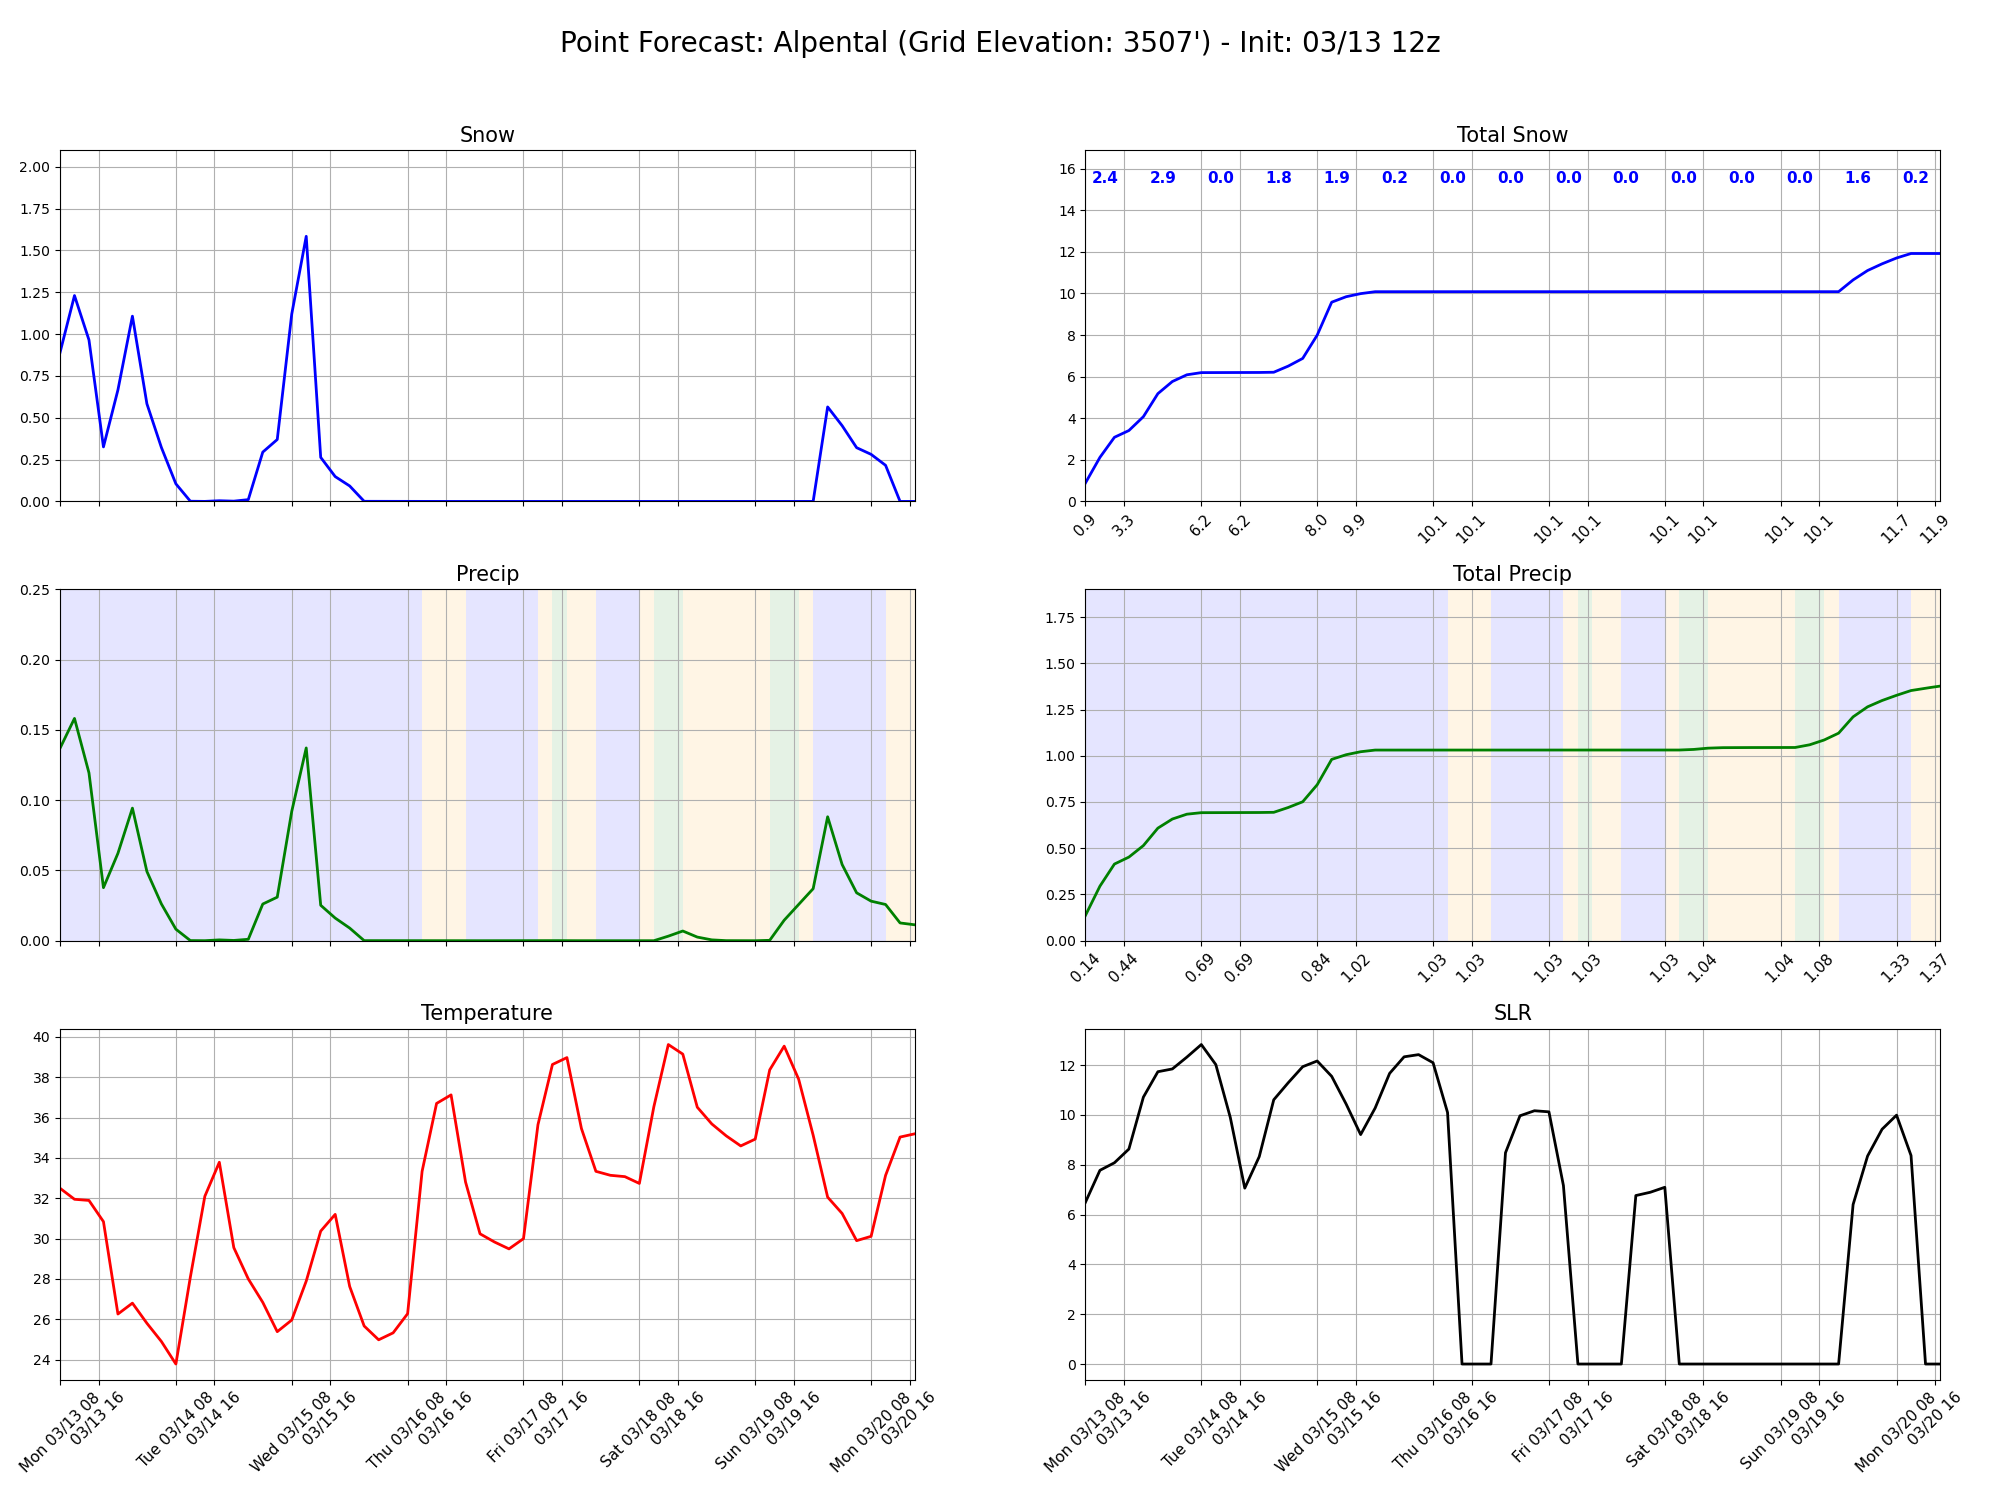 Point Forecast: Alpental (Grid Elevation: 3507') - Init: 03/13 12z
Snow
2.00
1.75
1.50
1.25
1.00
0.75
0.50
0.25
0.00
Total Snow
16
14
12
10
8
6
4
2
0
2.4 2.9 0.0 1.8 1.9 0.2 0.0 0.0 0.0 0.0 0.0 0.0 0.0 1.6 0.2
0.9 3.3 6.2 6.2 8.0 9.9 10.1 10.1 10.1 10.1 10.1 10.1 10.1 10.1 11.7 11.9
Precip
0.25
0.20
0.15
0.10
0.05
0.00
Total Precip
1.75
1.50
1.25
1.00
0.75
0.50
0.25
0.00
0.14 0.44 0.69 0.69 0.84 1.02 1.03 1.03 1.03 1.03 1.03 1.04 1.04 1.08 1.33 1.37
Temperature
40
38
36
34
32
30
28
26
24
Mon 03/13 08
03/13 16
Tue 03/14 08
03/14 16
Wed 03/15 08
03/15 16
Thu 03/16 08
03/16 16
Fri 03/17 08
03/17 16
Sat 03/18 08
03/18 16
Sun 03/19 08
03/19 16
Mon 03/20 08
03/20 16
SLR
12
10
8
6
4
2
0
Mon 03/13 08
03/13 16
Tue 03/14 08
03/14 16
Wed 03/15 08
03/15 16
Thu 03/16 08
03/16 16
Fri 03/17 08
03/17 16
Sat 03/18 08
03/18 16
Sun 03/19 08
03/19 16
Mon 03/20 08
03/20 16